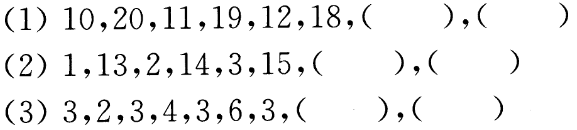 (1) 10,20,11,19,12,18,(　　),(　　)
(2) 1,13,2,14,3,15,(　　),(　　)
(3) 3,2,3,4,3,6,3,(　　),(　　)